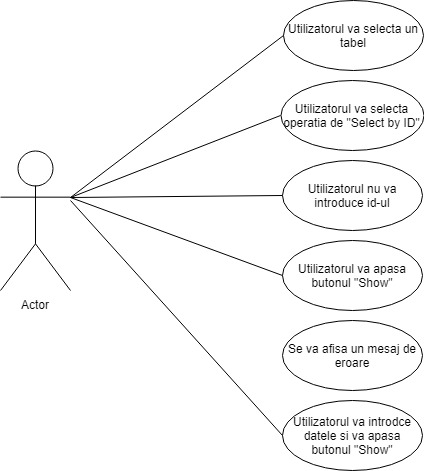 Utilizatorul va selecta un
tabel
Utilizatorul va selecta
operatia de "Select by ID"
Utilizatorul nu va
introduce id-ul
Utilizatorul va apasa
butonul "Show"
Actor
Se va afisa un mesaj de
eroare
Utilizatorul va introdce
datele si va apasa
butonul "Show"